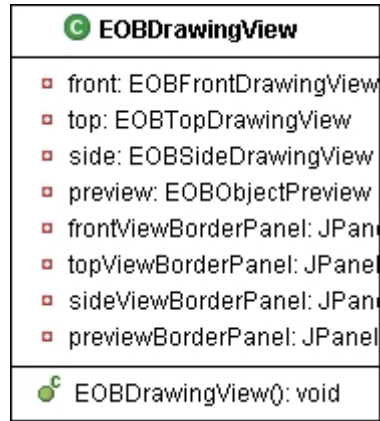 C EOBDrawingView
front: EOBFrontDrawingView
top: EOBTopDrawingView
side: EOBSideDrawingView
preview: EOBObjectPreview
frontViewBorderPanel: JPan
topViewBorderPanel: JPanel
sideViewBorderPanel: JPan
previewBorderPanel: JPanel
C EOBDrawingView(): void